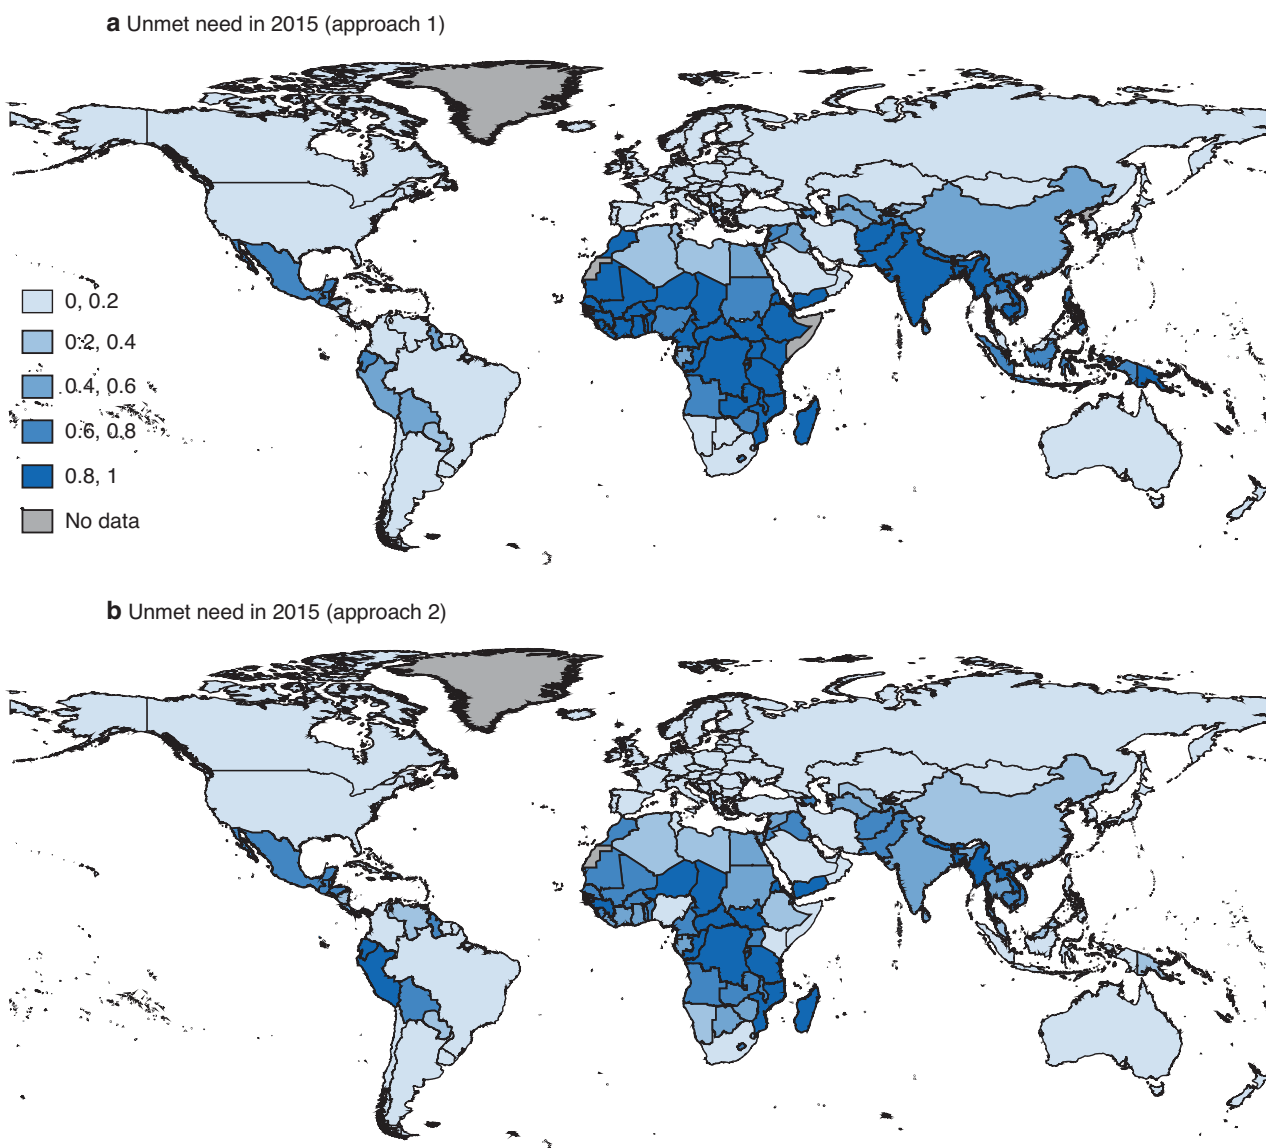 a Unmet need in 2015 (approach 1)
0, 0.2
0.2, 0.4
0.4, 0.6
0.6, 0.8
0.8, 1
No data
b Unmet need in 2015 (approach 2)